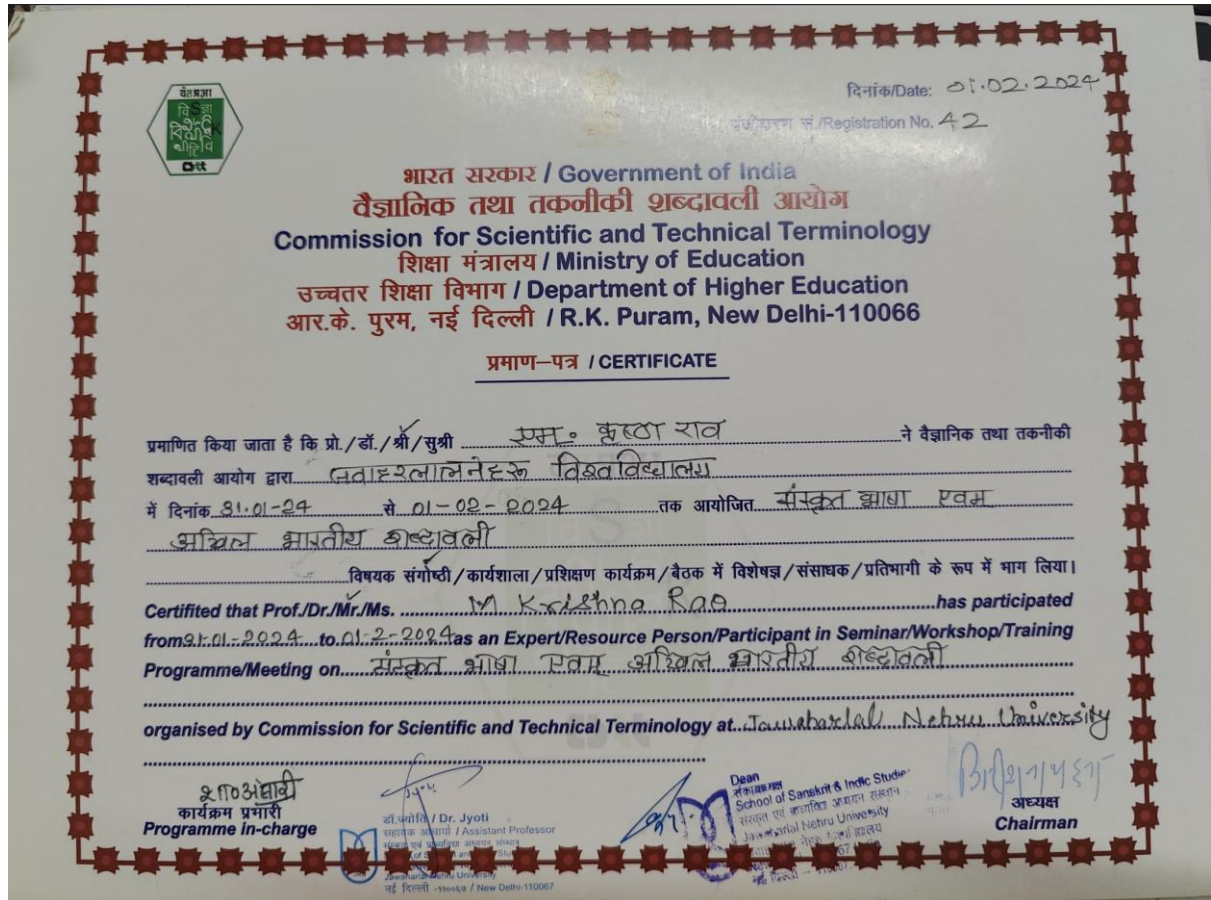 दिनांक/Date: 01.02.2024
पंजीकरण सं./Registration No. 42
भारत सरकार / Government of India
वैज्ञानिक तथा तकनीकी शब्दावली आयोग
Commission for Scientific and Technical Terminology
शिक्षा मंत्रालय / Ministry of Education
उच्चतर शिक्षा विभाग / Department of Higher Education
आर.के. पुरम, नई दिल्ली / R.K. Puram, New Delhi-110066
प्रमाण-पत्र / CERTIFICATE
प्रमाणित किया जाता है कि प्रो./डॉ./श्री/सुश्री एम. कृष्णा राव ने वैज्ञानिक तथा तकनीकी
शब्दावली आयोग द्वारा जवाहरलालनेहरू विश्वविद्यालय
में दिनांक 31.01-24 से 01-02-2024 तक आयोजित संस्कृत भाषा एवम्
अखिल भारतीय शब्दावली
विषयक संगोष्ठी/कार्यशाला/प्रशिक्षण कार्यक्रम/बैठक में विशेषज्ञ/संसाधक/प्रतिभागी के रूप में भाग लिया।
Certifited that Prof./Dr./Mr./Ms. M Krishna Rao has participated
from 31.01-2024 to 01-2-2024 as an Expert/Resource Person/Participant in Seminar/Workshop/Training
Programme/Meeting on संस्कृत भाषा एवम् अखिल भारतीय शब्दावली
organised by Commission for Scientific and Technical Terminology at Jawaharlal Nehru University
कार्यक्रम प्रभारी
Programme in-charge
डॉ. ज्योति / Dr. Jyoti
सहायक आचार्या / Assistant Professor
Jawaharlal Nehru University
नई दिल्ली -११००६७ / New Delhi-110067
Dean
School of Sanskrit & Indic Studies
Jawaharlal Nehru University
अध्यक्ष
Chairman